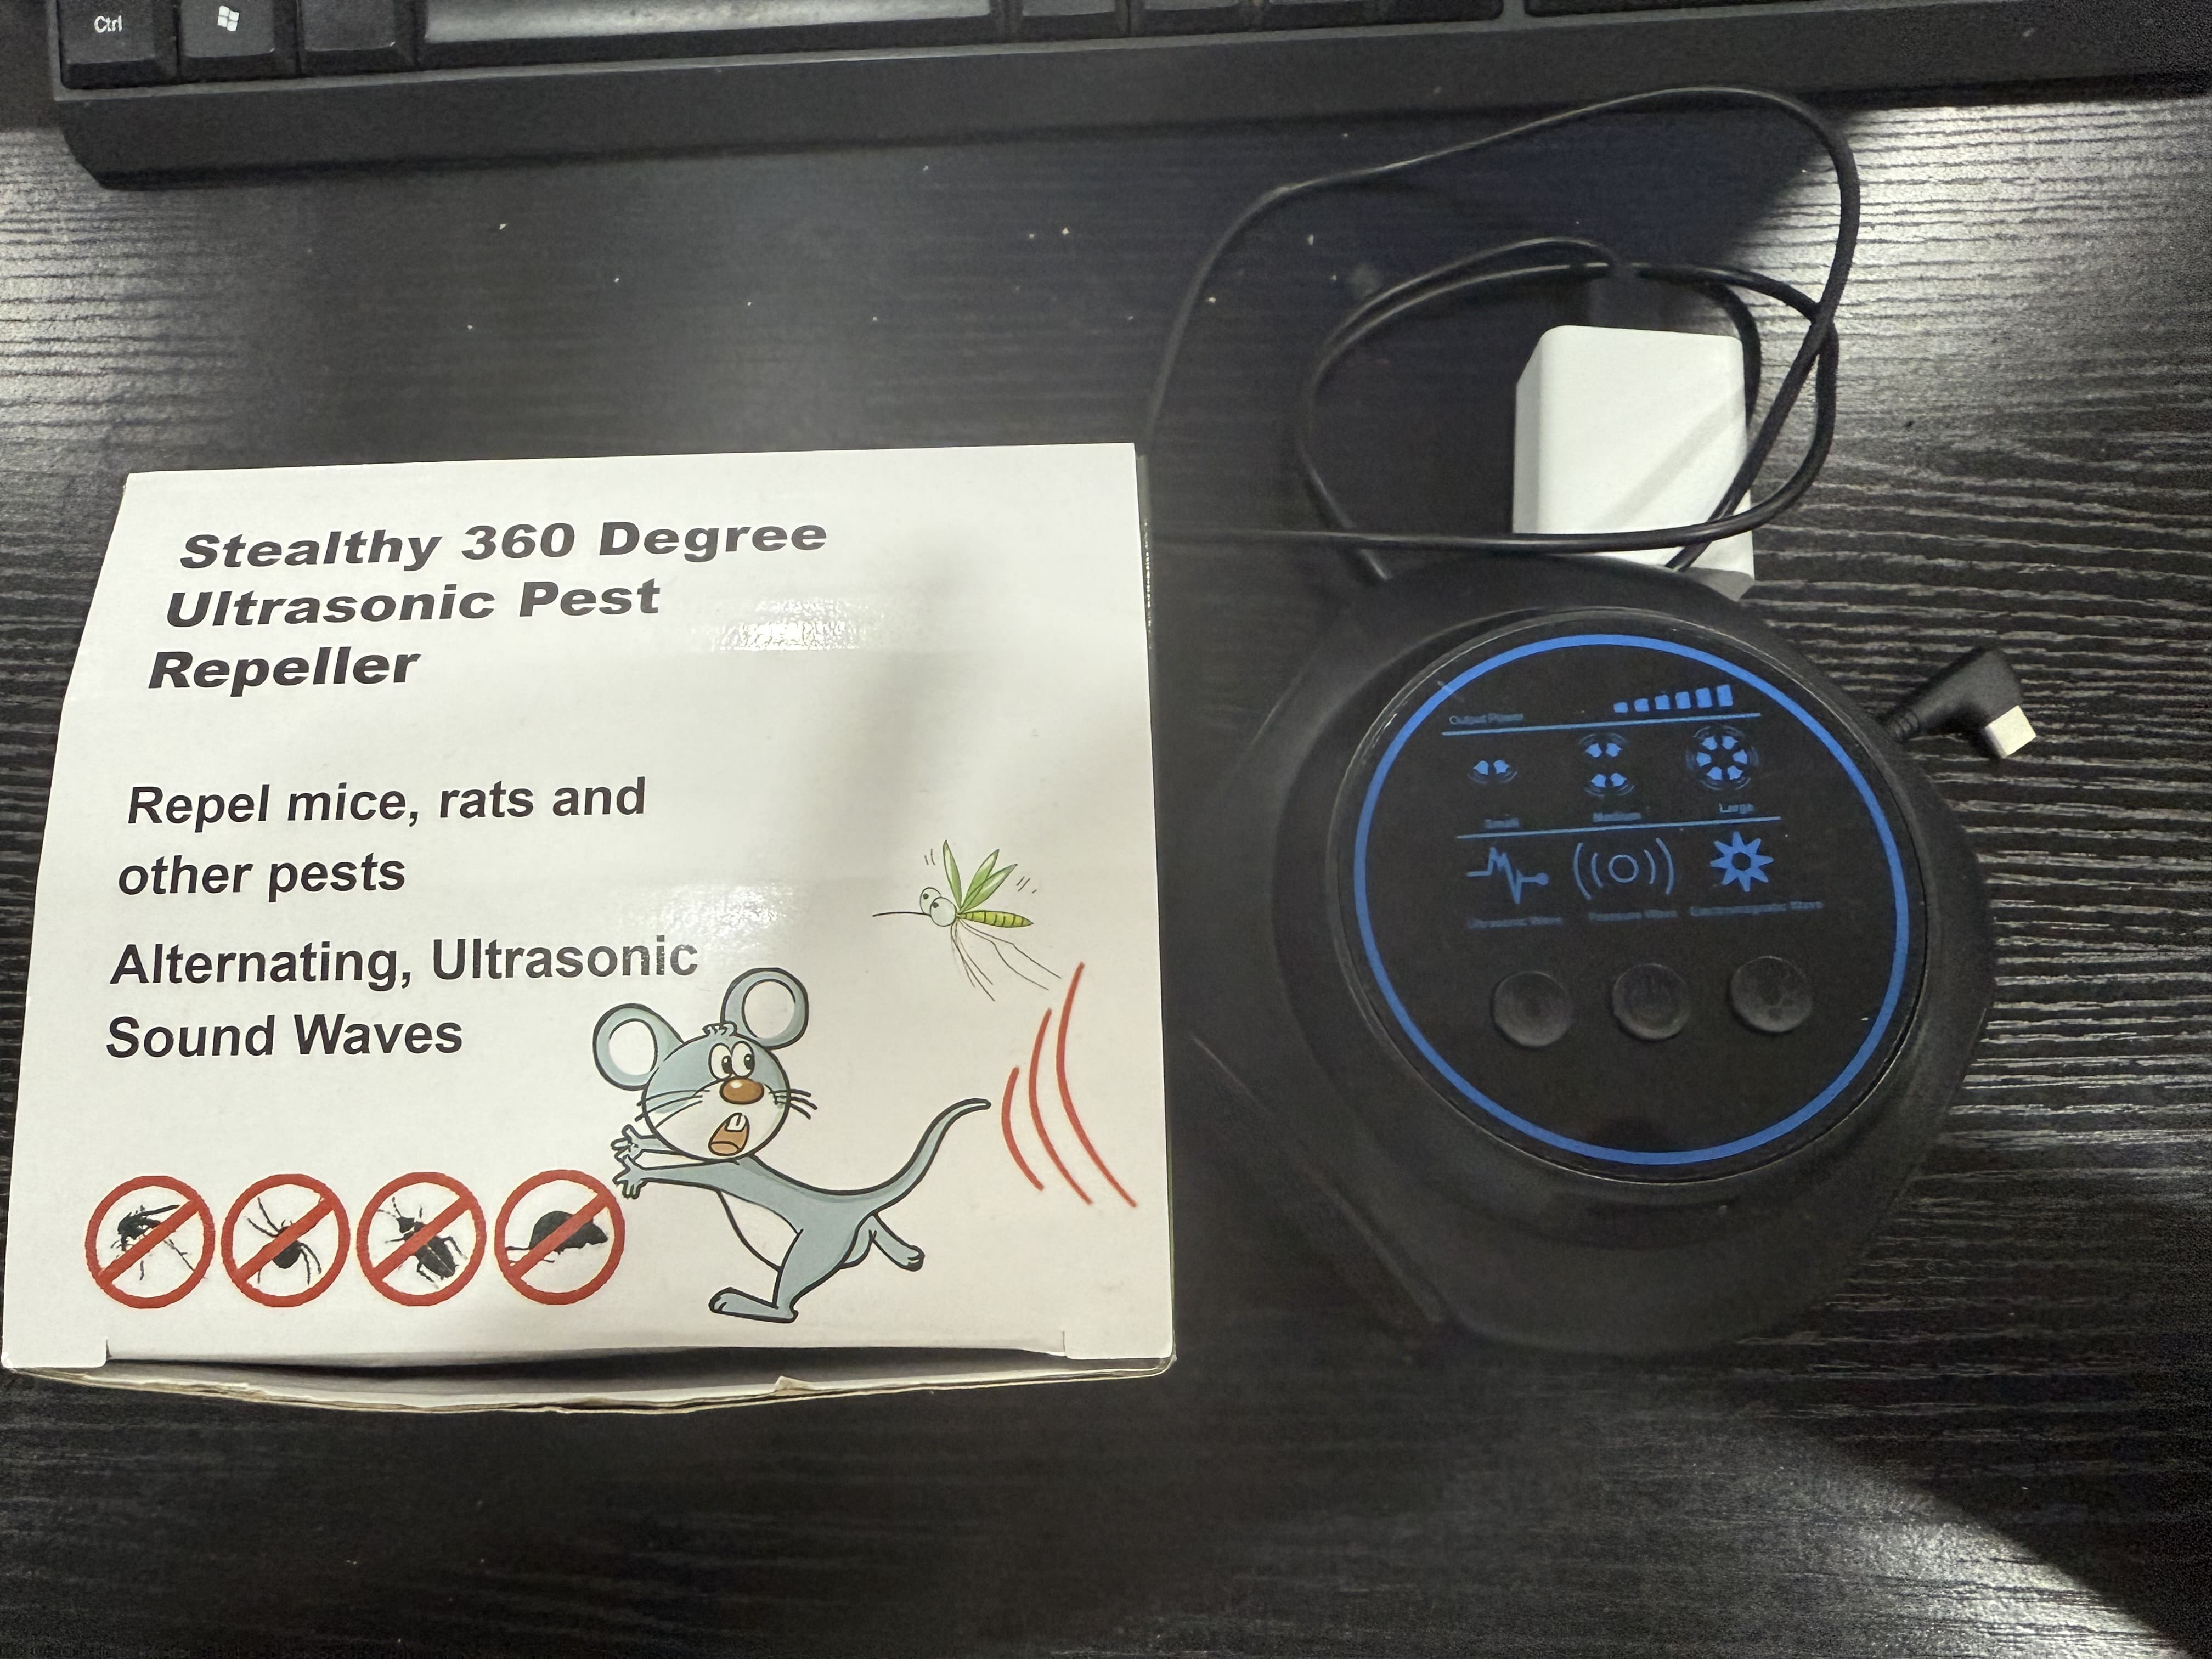 Ctrl
Stealthy 360 Degree
Ultrasonic Pest
Repeller
Repel mice, rats and
other pests
Alternating, Ultrasonic
Sound Waves
Output Power
Small Medium Large
Ultrasonic Wave Pressure Wave Electromagnetic Wave